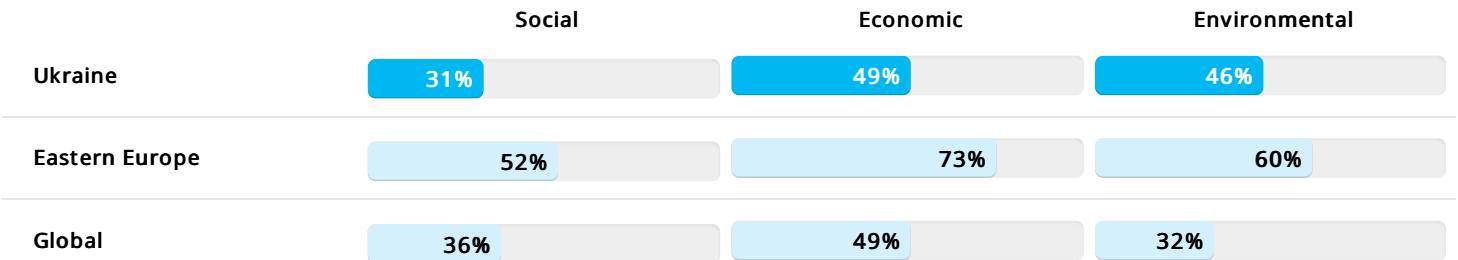 Social Economic Environmental
Ukraine 31% 49% 46%
Eastern Europe 52% 73% 60%
Global 36% 49% 32%